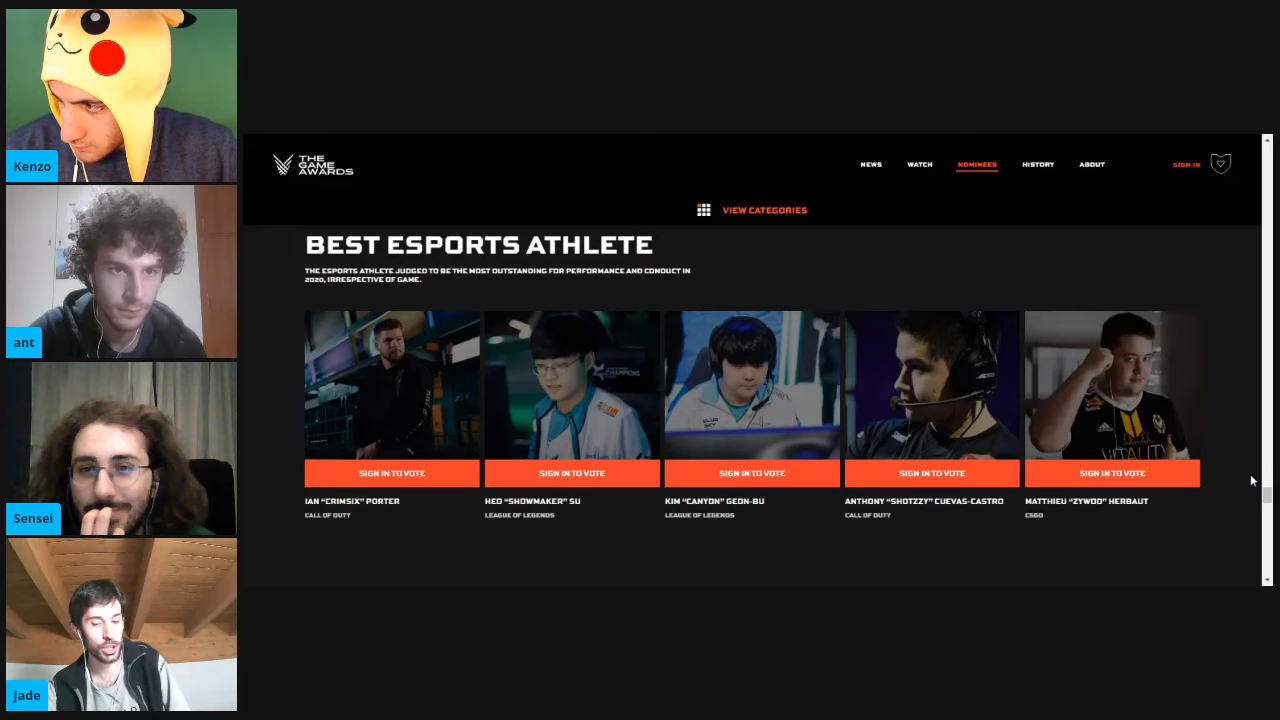 Kenzo
ant
Sensei
Jade
THE
GAME
AWARDS
NEWS WATCH NOMINEES HISTORY ABOUT SIGN IN
VIEW CATEGORIES
BEST ESPORTS ATHLETE
THE ESPORTS ATHLETE JUDGED TO BE THE MOST OUTSTANDING FOR PERFORMANCE AND CONDUCT IN
2020, IRRESPECTIVE OF GAME.
CHAMPIONS
VITALITY
SIGN IN TO VOTE SIGN IN TO VOTE SIGN IN TO VOTE SIGN IN TO VOTE SIGN IN TO VOTE
IAN “CRIMSIX” PORTER HEO “SHOWMAKER” SU KIM “CANYON” GEON-BU ANTHONY “SHOTZZY” CUEVAS-CASTRO MATTHIEU “ZYWOO” HERBAUT
CALL OF DUTY LEAGUE OF LEGENDS LEAGUE OF LEGENDS CALL OF DUTY CSGO